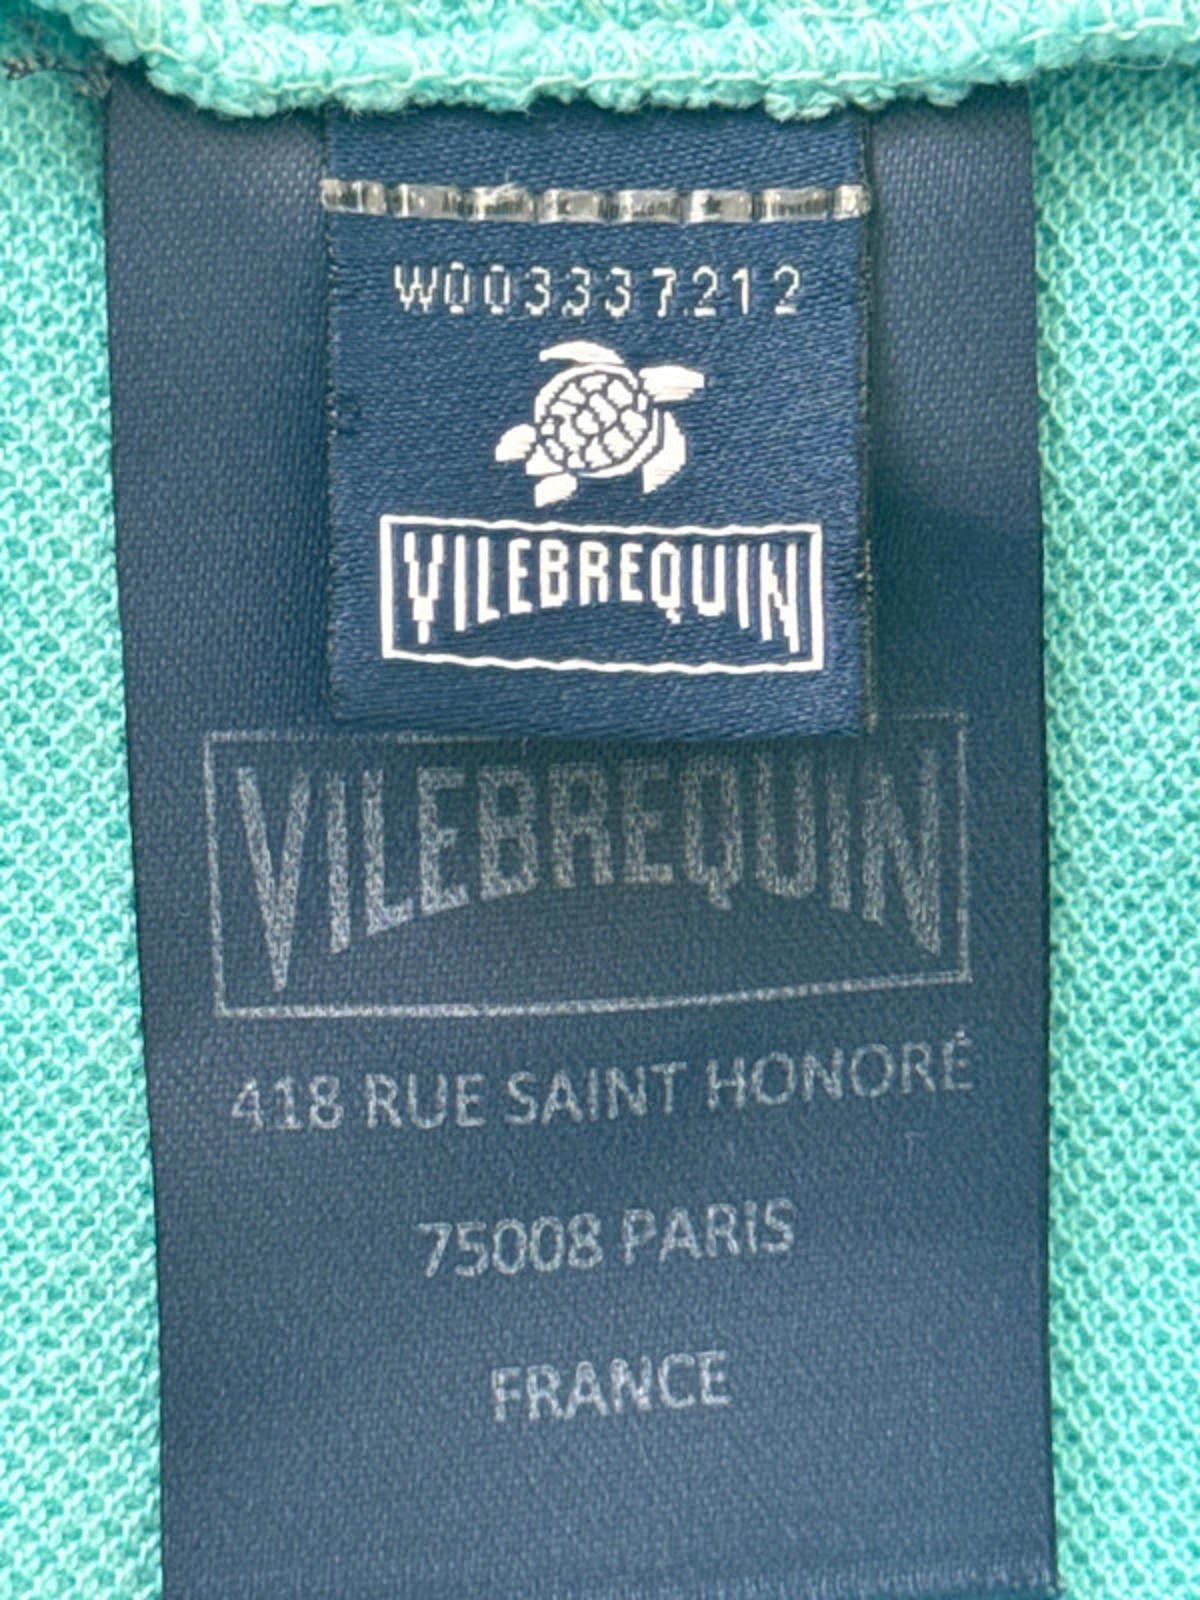 W003337212
VILEBREQUIN
VILEBREQUIN
418 RUE SAINT HONORÉ
75008 PARIS
FRANCE